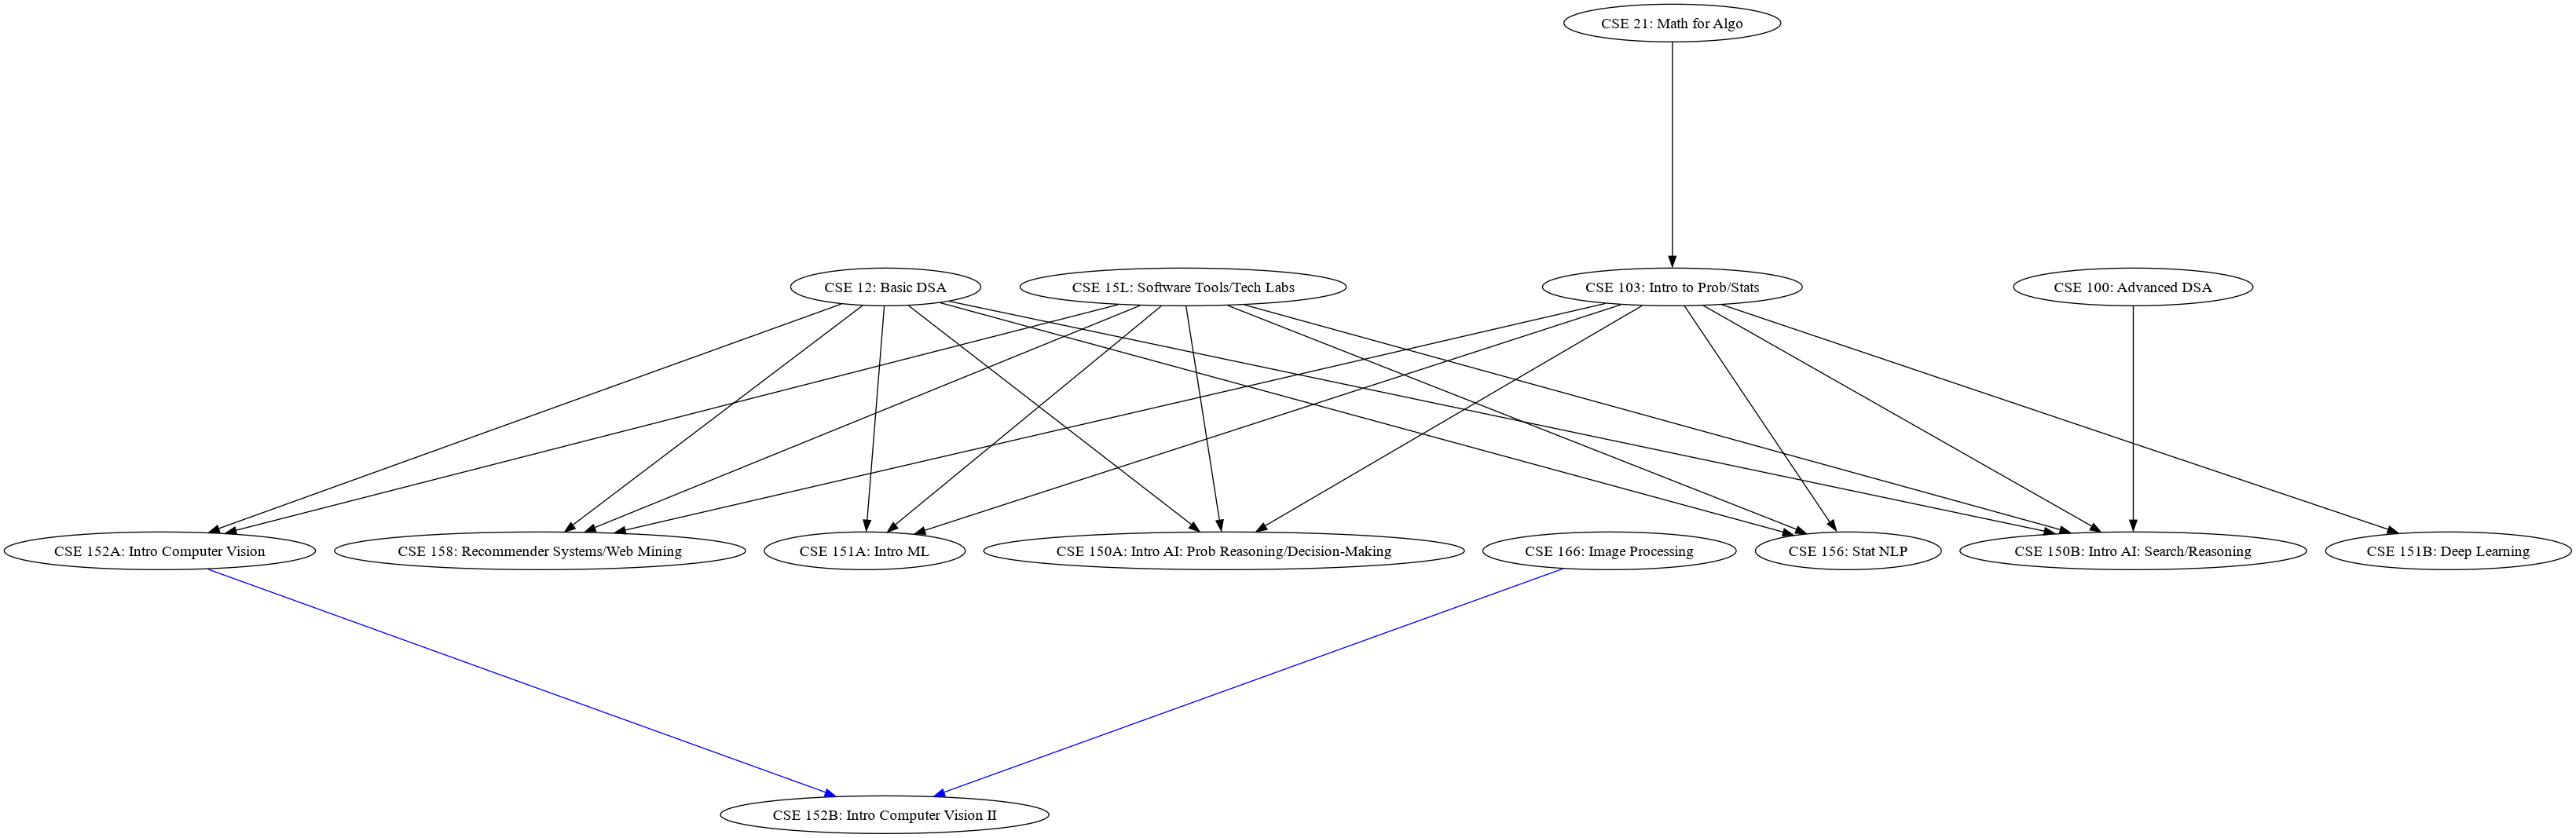 CSE 21: Math for Algo
CSE 12: Basic DSA
CSE 15L: Software Tools/Tech Labs
CSE 103: Intro to Prob/Stats
CSE 100: Advanced DSA
CSE 152A: Intro Computer Vision
CSE 158: Recommender Systems/Web Mining
CSE 151A: Intro ML
CSE 150A: Intro AI: Prob Reasoning/Decision-Making
CSE 166: Image Processing
CSE 156: Stat NLP
CSE 150B: Intro AI: Search/Reasoning
CSE 151B: Deep Learning
CSE 152B: Intro Computer Vision II